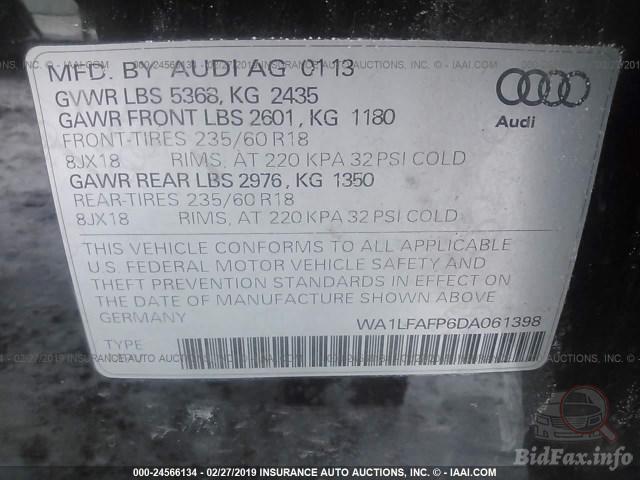 MFD. BY AUDI AG 01 13
GVWR LBS 5368, KG 2435
GAWR FRONT LBS 2601, KG 1180
FRONT-TIRES 235/60 R18
8JX18 RIMS, AT 220 KPA 32 PSI COLD
GAWR REAR LBS 2976, KG 1350
REAR-TIRES 235/60 R18
8JX18 RIMS, AT 220 KPA 32 PSI COLD
Audi
THIS VEHICLE CONFORMS TO ALL APPLICABLE
U.S. FEDERAL MOTOR VEHICLE SAFETY AND
THEFT PREVENTION STANDARDS IN EFFECT ON
THE DATE OF MANUFACTURE SHOWN ABOVE
GERMANY
WA1LFAFP6DA061398
TYPE
BidFax.info
000-24566134 - 02/27/2019 INSURANCE AUTO AUCTIONS, INC. - © IAAI.COM